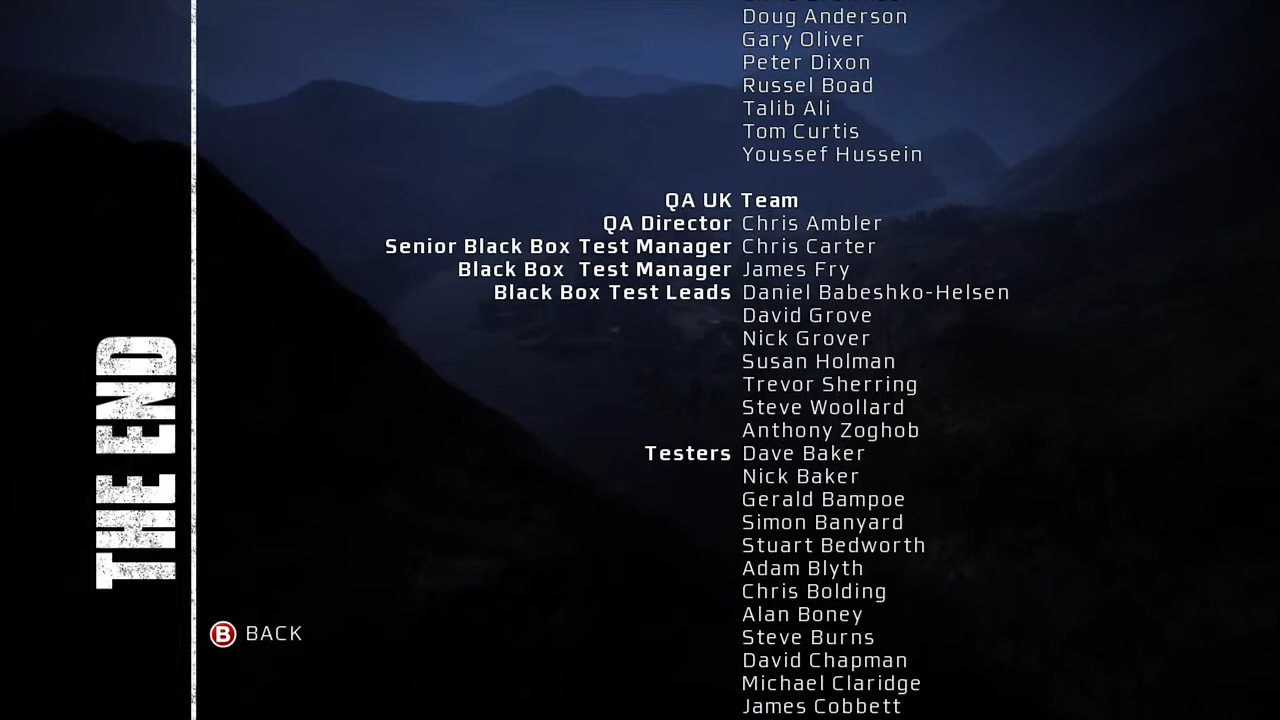 Doug Anderson
Gary Oliver
Peter Dixon
Russel Boad
Talib Ali
Tom Curtis
Youssef Hussein
QA UK Team
QA Director Chris Ambler
Senior Black Box Test Manager Chris Carter
Black Box  Test Manager James Fry
Black Box Test Leads Daniel Babeshko-Helsen
David Grove
Nick Grover
Susan Holman
Trevor Sherring
Steve Woollard
Anthony Zoghob
Testers Dave Baker
Nick Baker
Gerald Bampoe
Simon Banyard
Stuart Bedworth
Adam Blyth
Chris Bolding
Alan Boney
Steve Burns
David Chapman
Michael Claridge
James Cobbett
THE END
B BACK